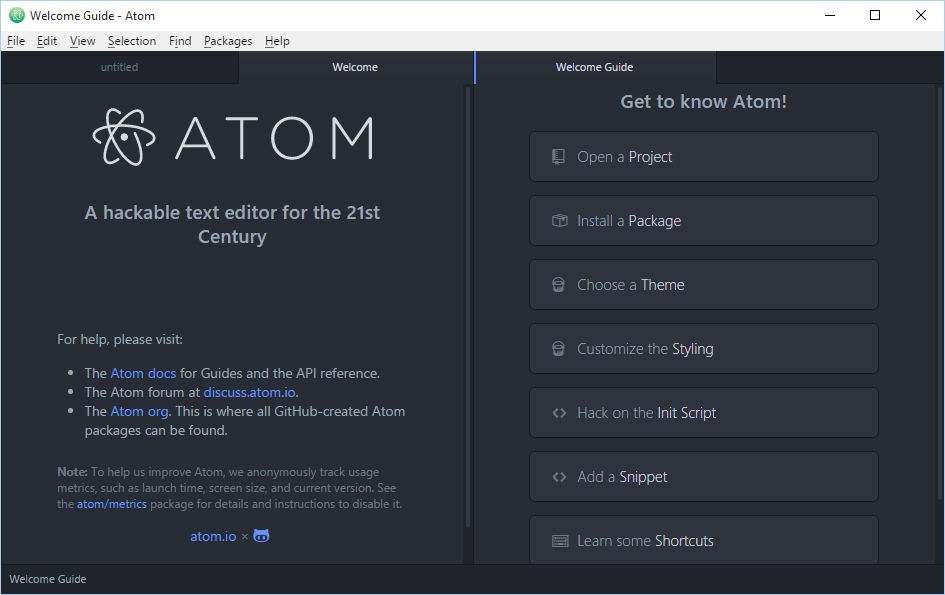 Welcome Guide - Atom
File Edit View Selection Find Packages Help
untitled
Welcome
Welcome Guide
ATOM
A hackable text editor for the 21st
Century
For help, please visit:
• The Atom docs for Guides and the API reference.
• The Atom forum at discuss.atom.io.
• The Atom org. This is where all GitHub-created Atom
packages can be found.
Note: To help us improve Atom, we anonymously track usage
metrics, such as launch time, screen size, and current version. See
the atom/metrics package for details and instructions to disable it.
atom.io ×
Get to know Atom!
Open a Project
Install a Package
Choose a Theme
Customize the Styling
Hack on the Init Script
Add a Snippet
Learn some Shortcuts
Welcome Guide